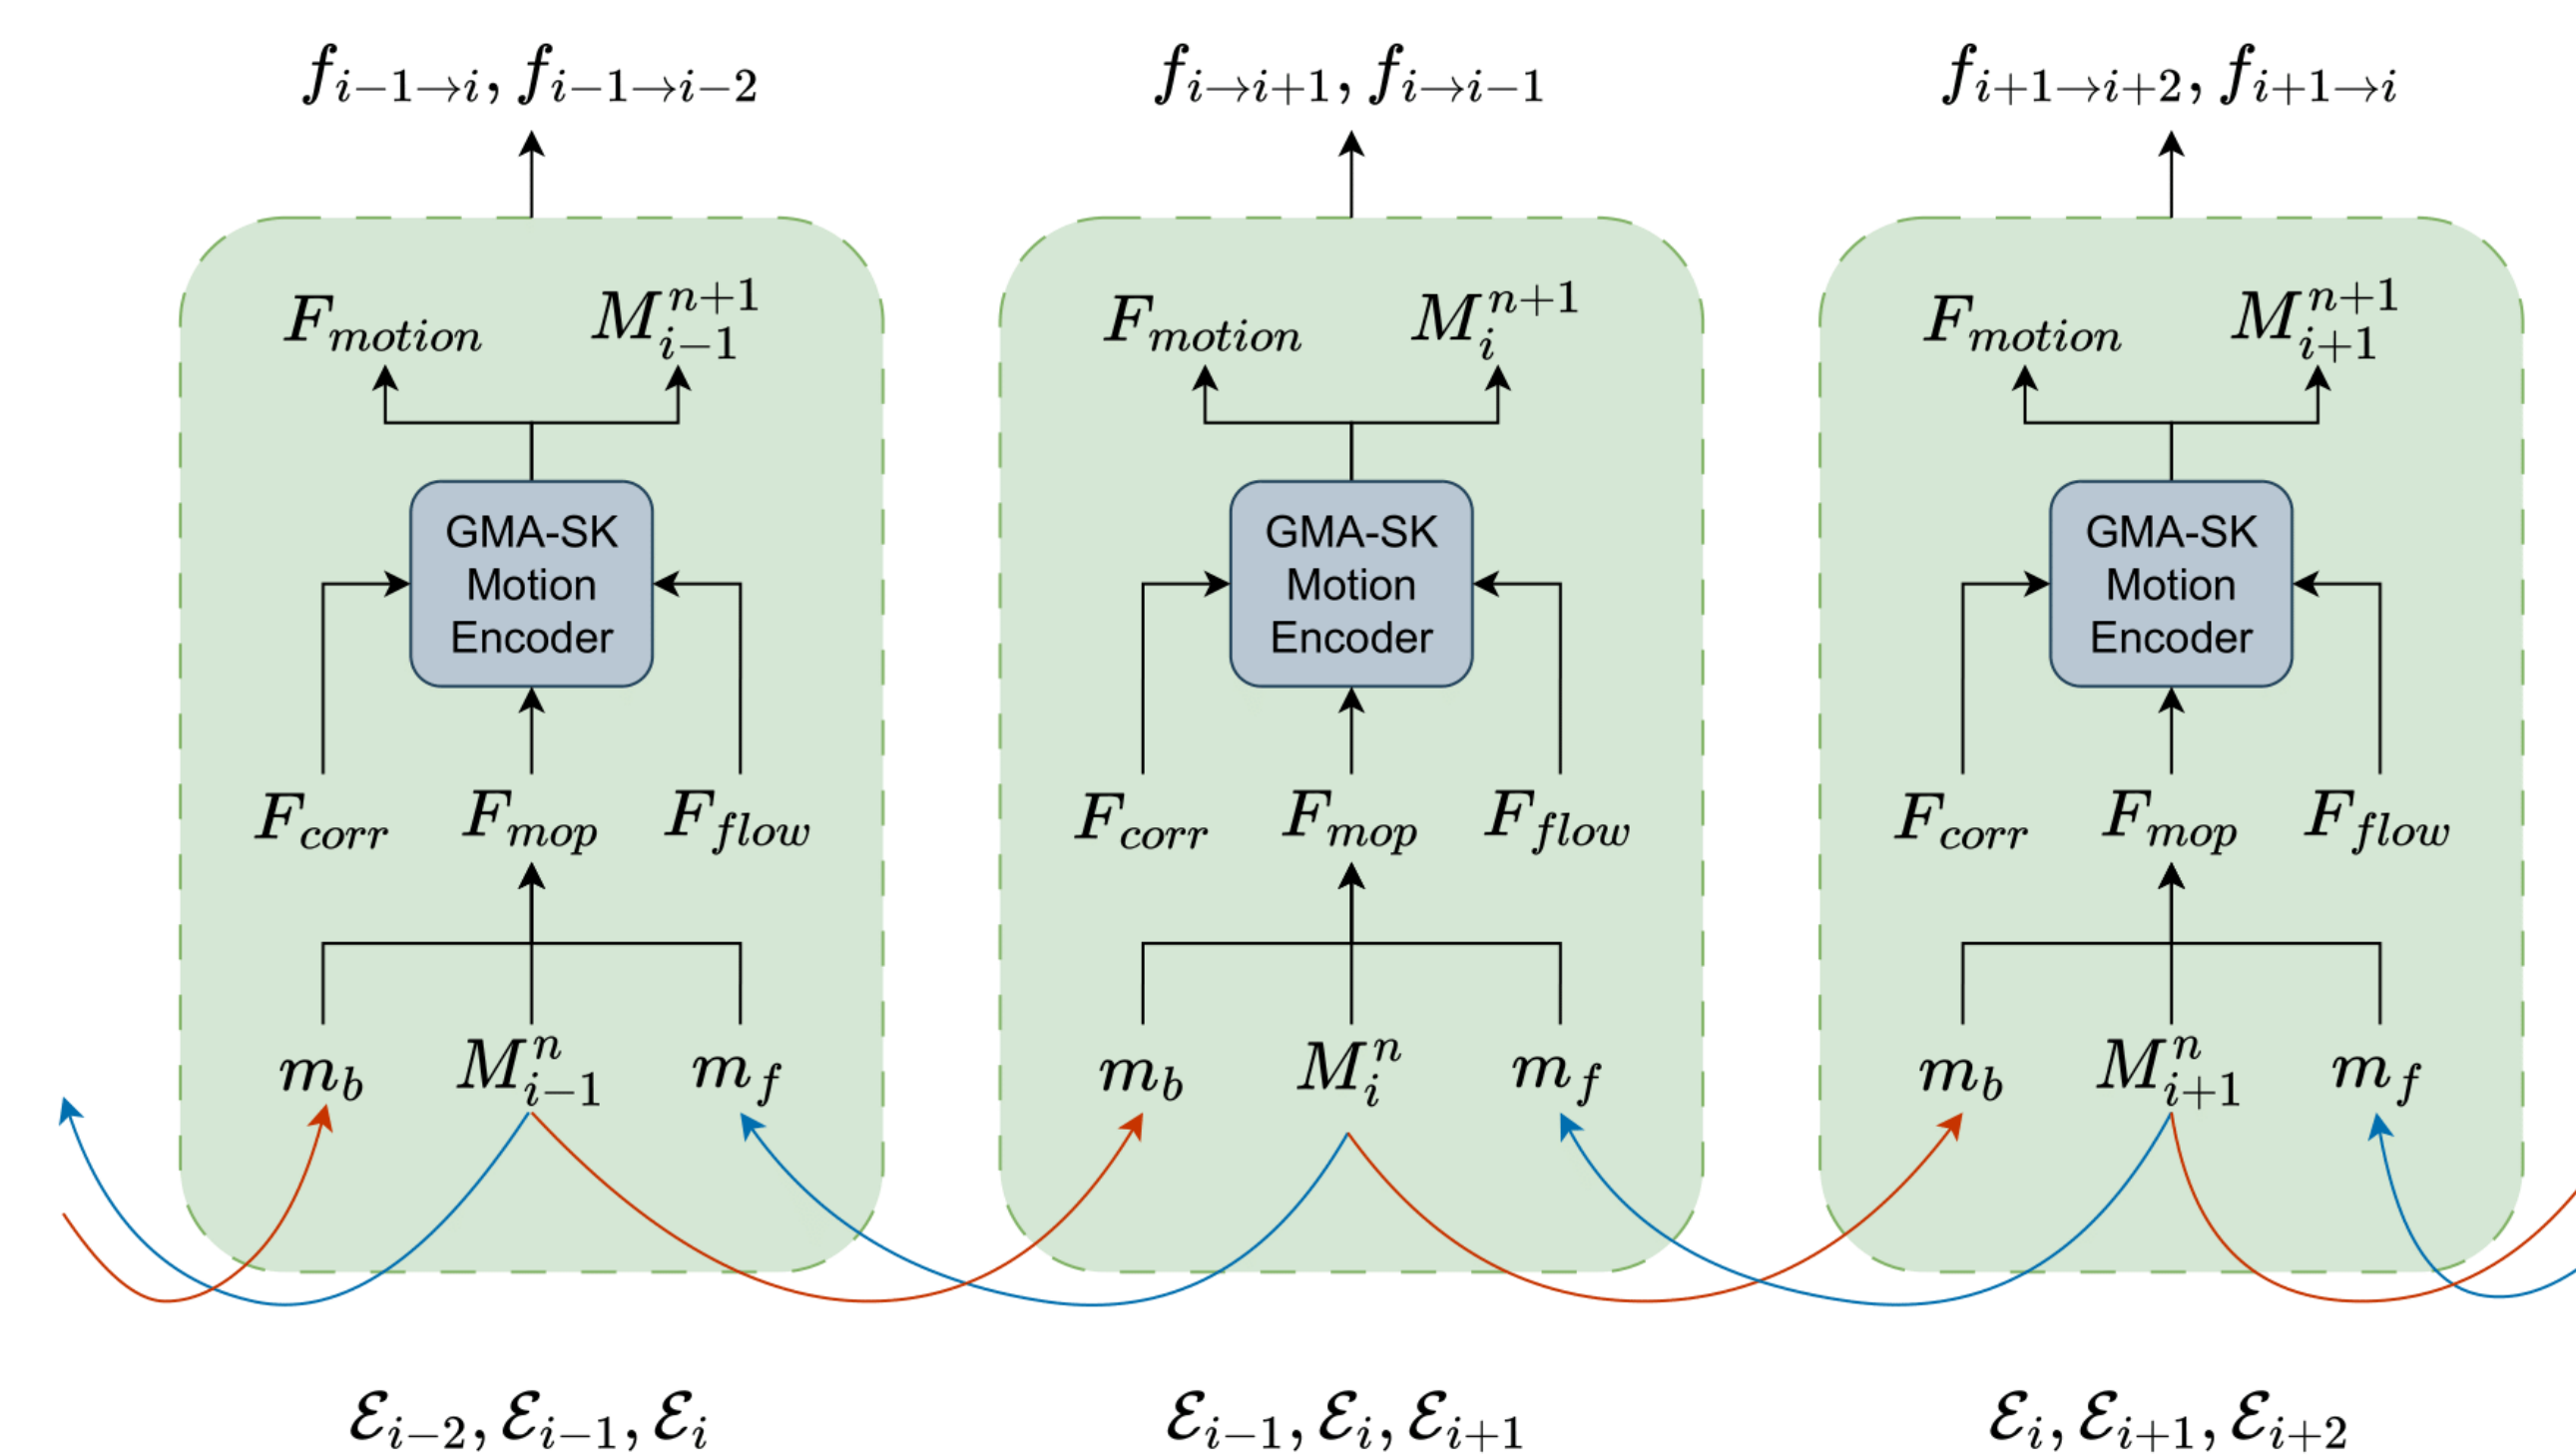 f_{i−1→i}, f_{i−1→i−2} f_{i→i+1}, f_{i→i−1} f_{i+1→i+2}, f_{i+1→i}
F_{motion} M_{i−1}^{n+1} F_{motion} M_{i}^{n+1} F_{motion} M_{i+1}^{n+1}
GMA-SK GMA-SK GMA-SK
Motion Motion Motion
Encoder Encoder Encoder
F_{corr} F_{mop} F_{flow} F_{corr} F_{mop} F_{flow} F_{corr} F_{mop} F_{flow}
m_b M_{i−1}^{n} m_f m_b M_{i}^{n} m_f m_b M_{i+1}^{n} m_f
ℰ_{i−2}, ℰ_{i−1}, ℰ_i ℰ_{i−1}, ℰ_i, ℰ_{i+1} ℰ_i, ℰ_{i+1}, ℰ_{i+2}